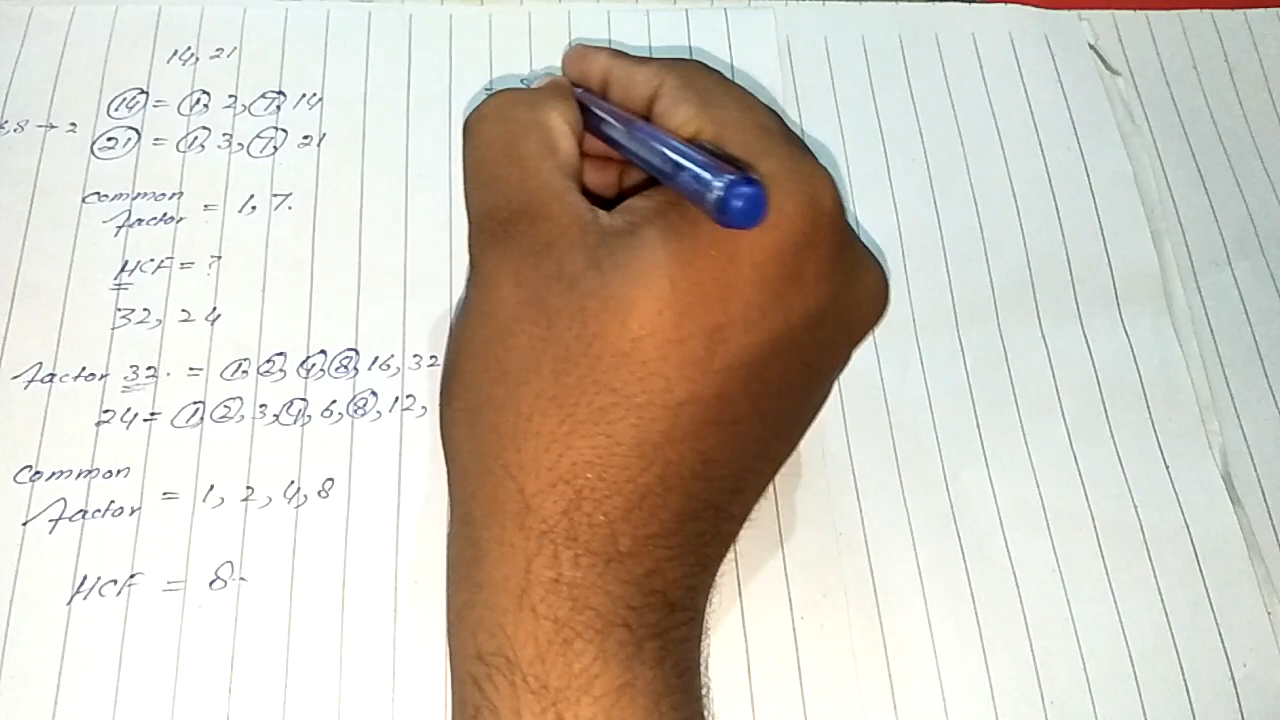 14, 21
14 = 1, 2, 7, 14
8 → 2
21 = 1, 3, 7, 21
common
factor = 1, 7.
HCF = ?
32, 24
factor 32. = 1, 2, 4, 8, 16, 32
24 = 1, 2, 3, 4, 6, 8, 12,
common
factor = 1, 2, 4, 8
HCF = 8.